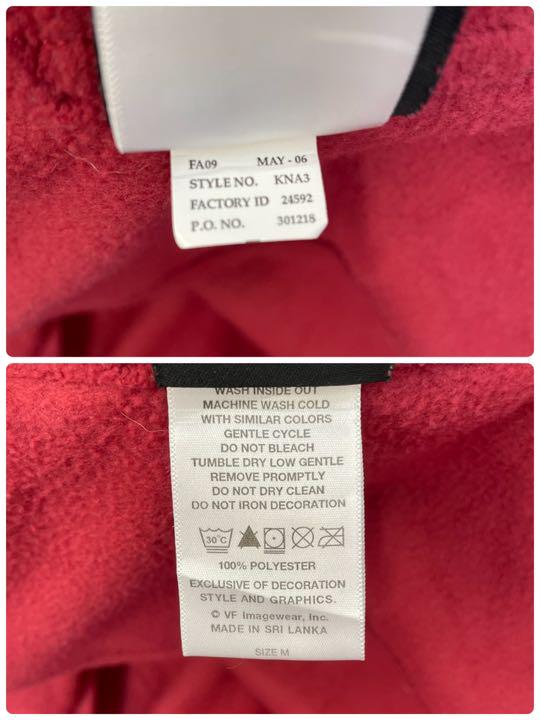 FA09 MAY - 06
STYLE NO. KNA3
FACTORY ID 24592
P.O. NO. 301218
WASH INSIDE OUT
MACHINE WASH COLD
WITH SIMILAR COLORS
GENTLE CYCLE
DO NOT BLEACH
TUMBLE DRY LOW GENTLE
REMOVE PROMPTLY
DO NOT DRY CLEAN
DO NOT IRON DECORATION
30°C
100% POLYESTER
EXCLUSIVE OF DECORATION
STYLE AND GRAPHICS.
© VF Imagewear, Inc.
MADE IN SRI LANKA
SIZE M